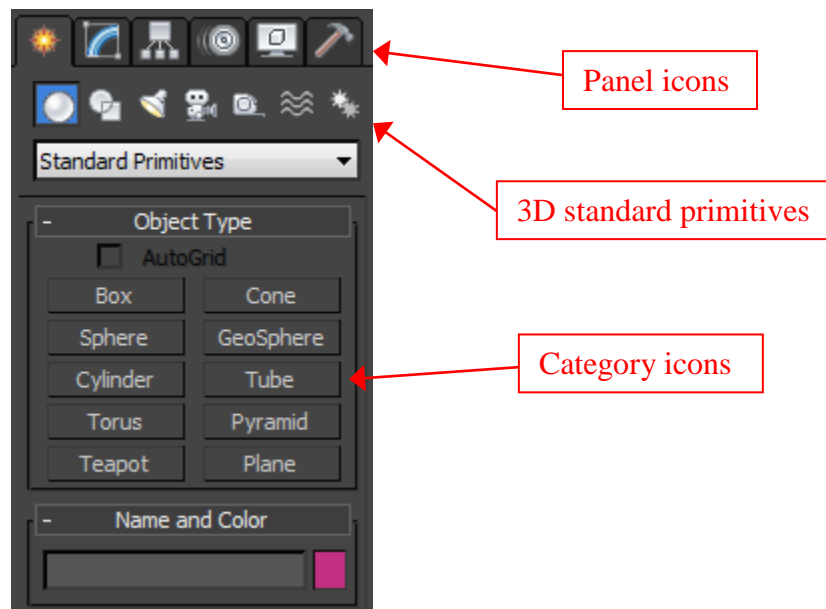 Panel icons
Standard Primitives
3D standard primitives
- Object Type
AutoGrid
Box Cone
Sphere GeoSphere
Cylinder Tube
Category icons
Torus Pyramid
Teapot Plane
- Name and Color